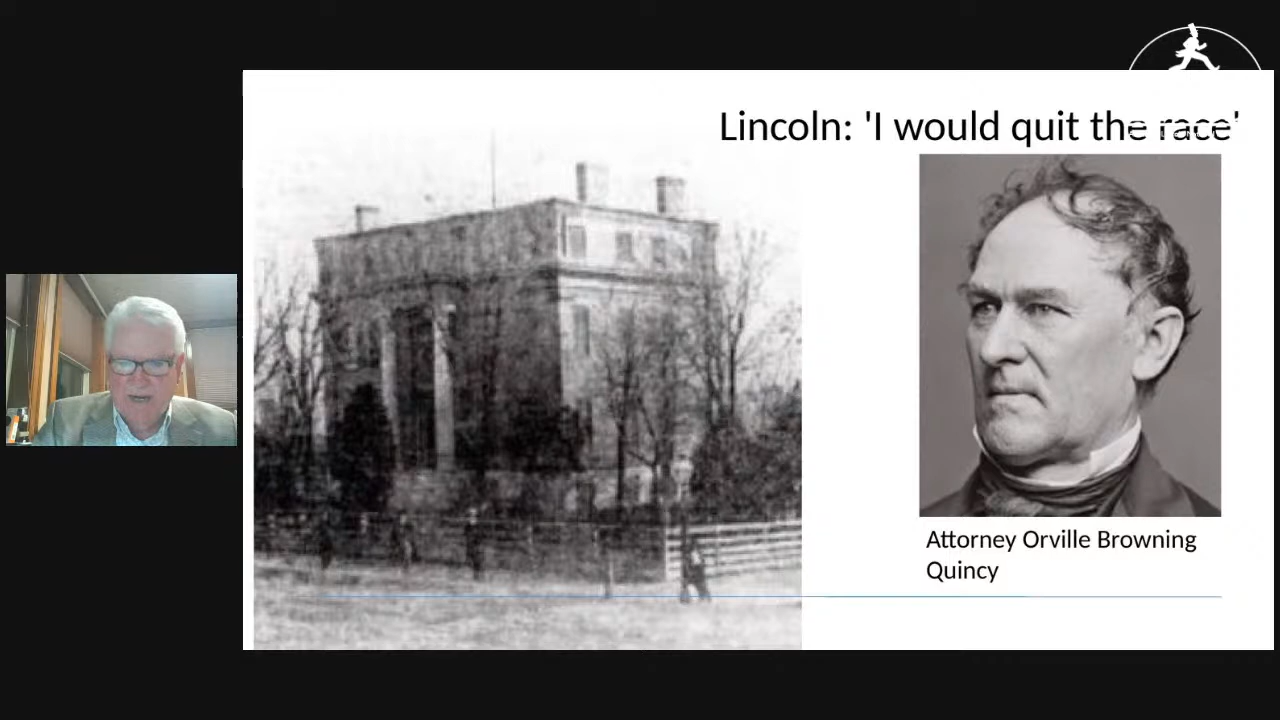 Lincoln: 'I would quit the race'
Attorney Orville Browning
Quincy